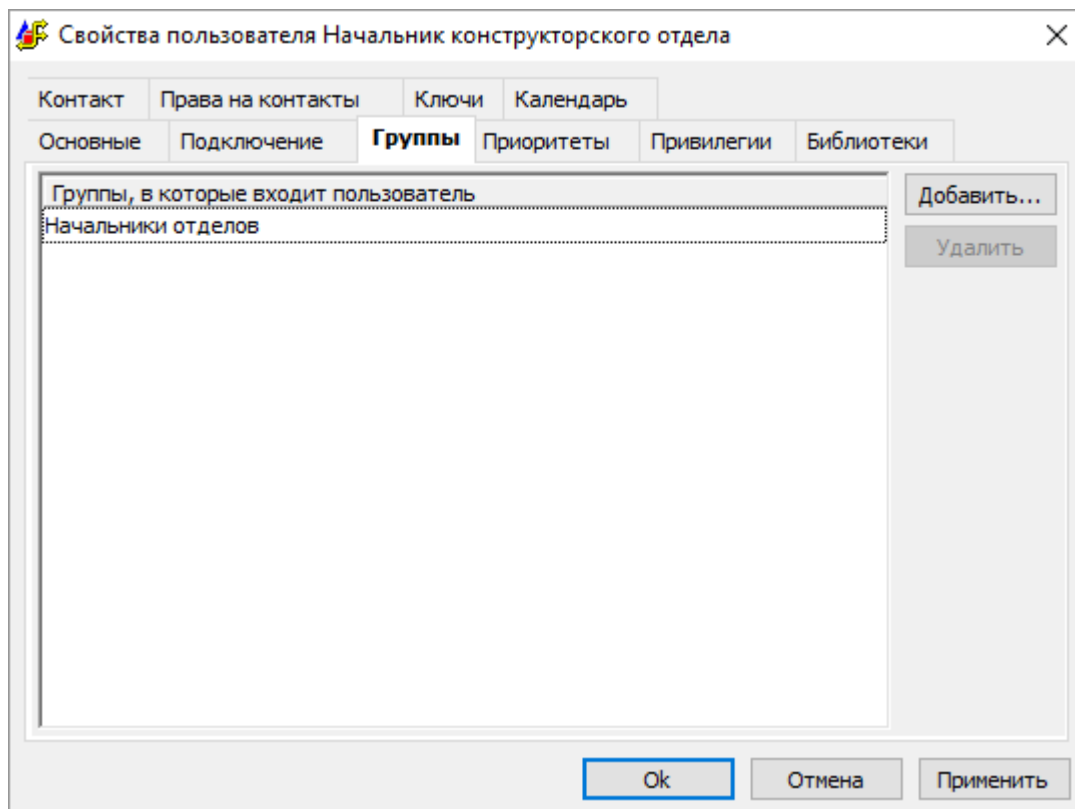 Свойства пользователя Начальник конструкторского отдела
Контакт Права на контакты Ключи Календарь
Основные Подключение Группы Приоритеты Привилегии Библиотеки
Группы, в которые входит пользователь
Начальники отделов
Добавить...
Удалить
Ok Отмена Применить